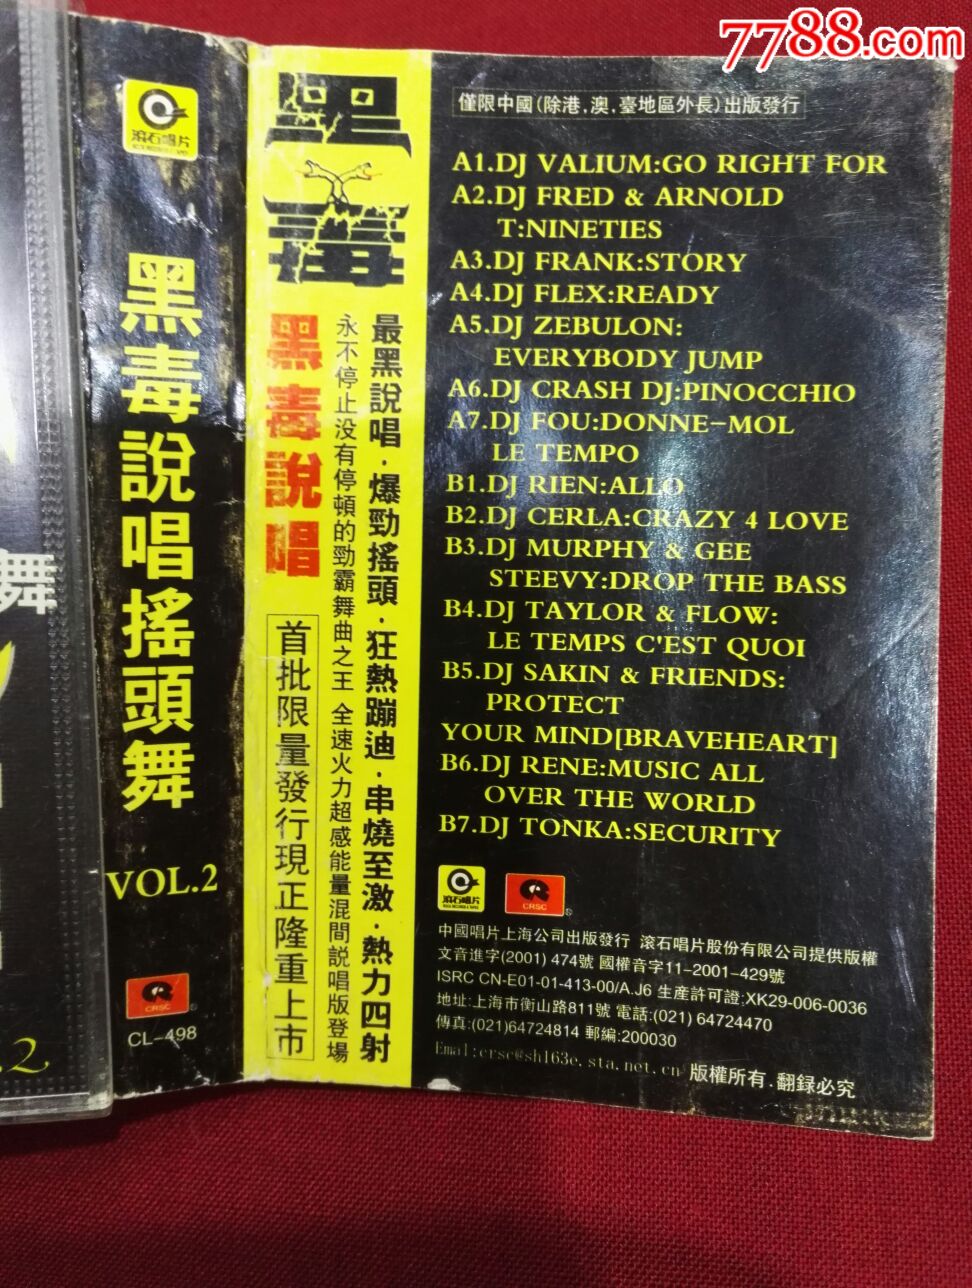 7788.com
滾石唱片
黑毒說唱搖頭舞
VOL.2
CRSC
CL-498
舞
.2
黑毒
黑毒說唱
最黑說唱·爆勁搖頭·狂熱蹦迪·串燒至激·熱力四射
永不停止没有停頓的勁霸舞曲之王 全速火力超感能量混間説唱版登場
首批限量發行現正隆重上市
僅限中國(除港,澳,臺地區外長)出版發行
A1.DJ VALIUM:GO RIGHT FOR
A2.DJ FRED & ARNOLD
T:NINETIES
A3.DJ FRANK:STORY
A4.DJ FLEX:READY
A5.DJ ZEBULON:
EVERYBODY JUMP
A6.DJ CRASH DJ:PINOCCHIO
A7.DJ FOU:DONNE-MOL
LE TEMPO
B1.DJ RIEN:ALLO
B2.DJ CERLA:CRAZY 4 LOVE
B3.DJ MURPHY & GEE
STEEVY:DROP THE BASS
B4.DJ TAYLOR & FLOW:
LE TEMPS C'EST QUOI
B5.DJ SAKIN & FRIENDS:
PROTECT
YOUR MIND[BRAVEHEART]
B6.DJ RENE:MUSIC ALL
OVER THE WORLD
B7.DJ TONKA:SECURITY
滾石唱片
CRSC
中國唱片上海公司出版發行 滾石唱片股份有限公司提供版權
文音進字(2001) 474號 國權音字11-2001-429號
ISRC CN-E01-01-413-00/A.J6 生産許可證:XK29-006-0036
地址:上海市衡山路811號 電話:(021) 64724470
傳真:(021)64724814 郵編:200030
Emal:crsc@sh163e.sta.net.cn 版權所有.翻録必究